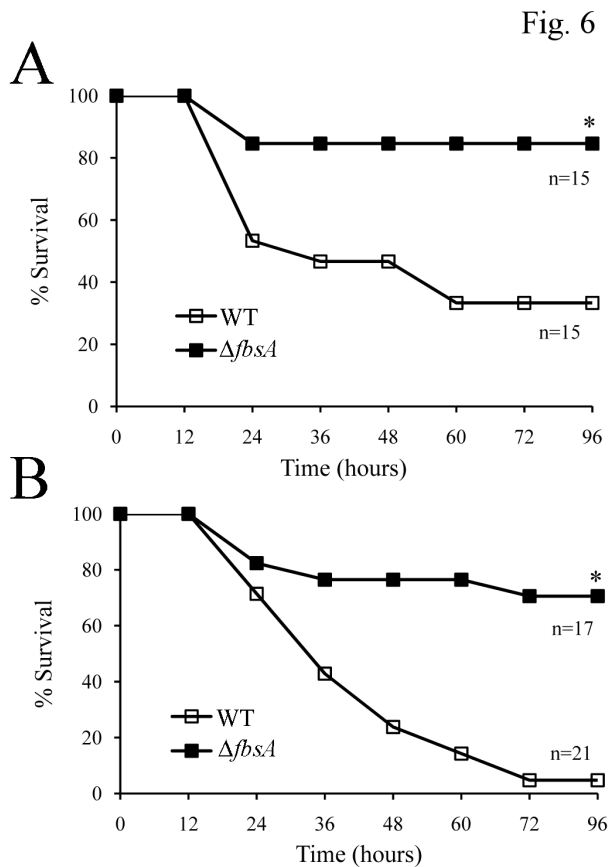 Fig. 6
A
100
80
60
40
20
0
% Survival
*
n=15
n=15
WT
ΔfbsA
0 12 24 36 48 60 72 84 96
Time (hours)
B
100
80
60
40
20
0
% Survival
*
n=17
n=21
WT
ΔfbsA
0 12 24 36 48 60 72 96
Time (hours)